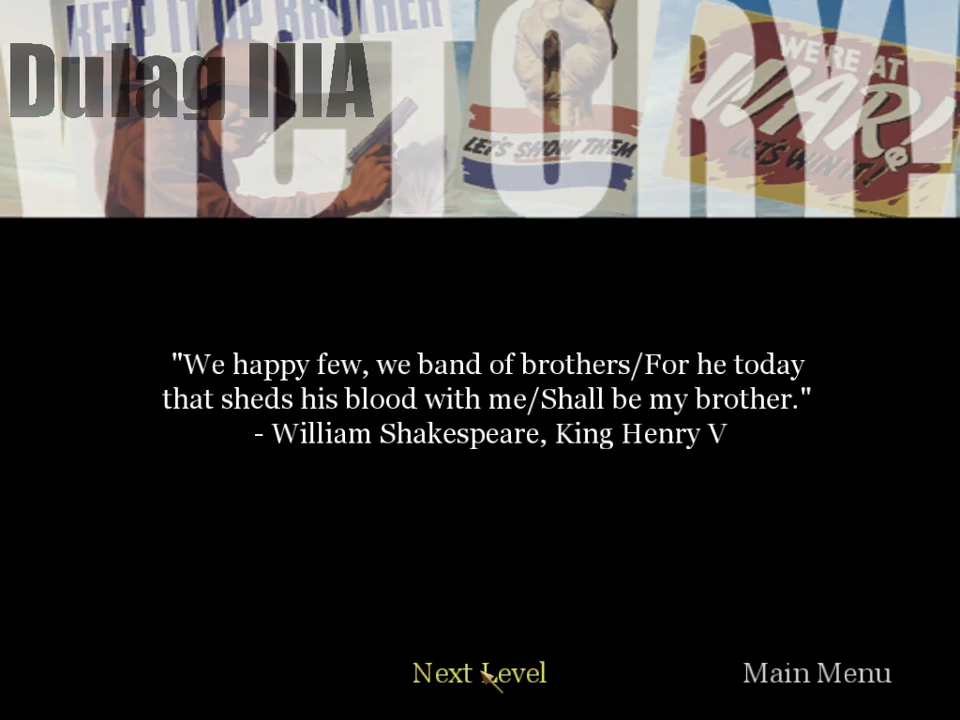 KEEP IT UP BROTHER
VICTORY
Dulag IIIA
LET'S SHOW THEM
WE'RE AT
WAR!
LET'S WIN IT!
"We happy few, we band of brothers/For he today
that sheds his blood with me/Shall be my brother."
- William Shakespeare, King Henry V
Next Level
Main Menu